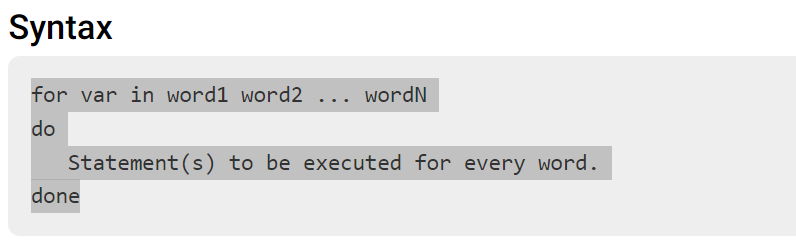 Syntax
for var in word1 word2 ... wordN
do
Statement(s) to be executed for every word.
done